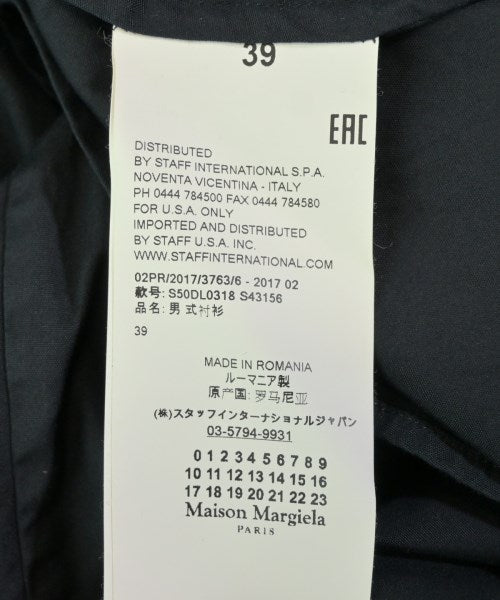 39
EAC
DISTRIBUTED
BY STAFF INTERNATIONAL S.P.A.
NOVENTA VICENTINA - ITALY
PH 0444 784500 FAX 0444 784580
FOR U.S.A. ONLY
IMPORTED AND DISTRIBUTED
BY STAFF U.S.A. INC.
WWW.STAFFINTERNATIONAL.COM
02PR/2017/3763/6 - 2017 02
款号: S50DL0318 S43156
品名: 男 式衬衫
39
MADE IN ROMANIA
ルーマニア製
原产国: 罗马尼亚
(株)スタッフインターナショナルジャパン
03-5794-9931
0 1 2 3 4 5 6 7 8 9
10 11 12 13 14 15 16
17 18 19 20 21 22 23
Maison Margiela
PARIS